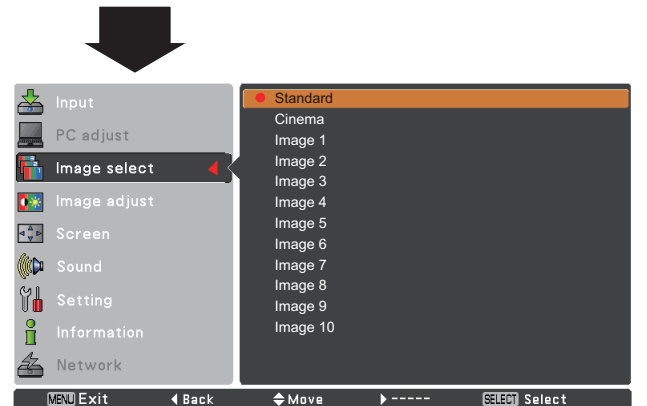 Input
PC adjust
Image select
Image adjust
Screen
Sound
Setting
Information
Network
Standard
Cinema
Image 1
Image 2
Image 3
Image 4
Image 5
Image 6
Image 7
Image 8
Image 9
Image 10
MENU Exit Back Move ----- SELECT Select